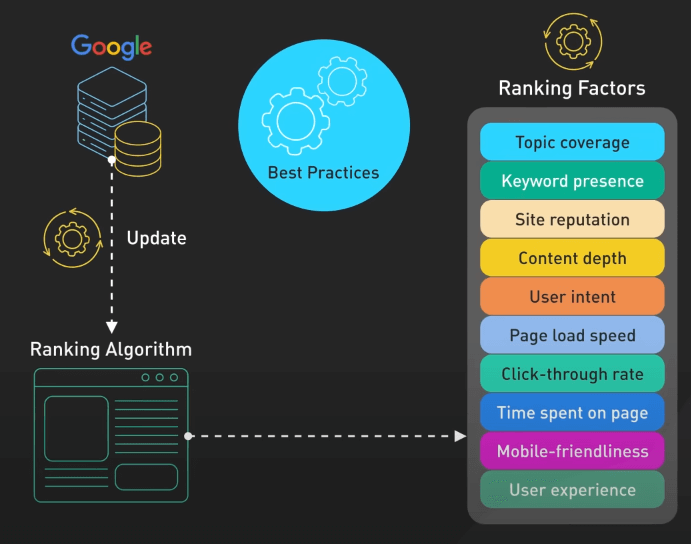 Google
Best Practices
Update
Ranking Algorithm
Ranking Factors
Topic coverage
Keyword presence
Site reputation
Content depth
User intent
Page load speed
Click-through rate
Time spent on page
Mobile-friendliness
User experience